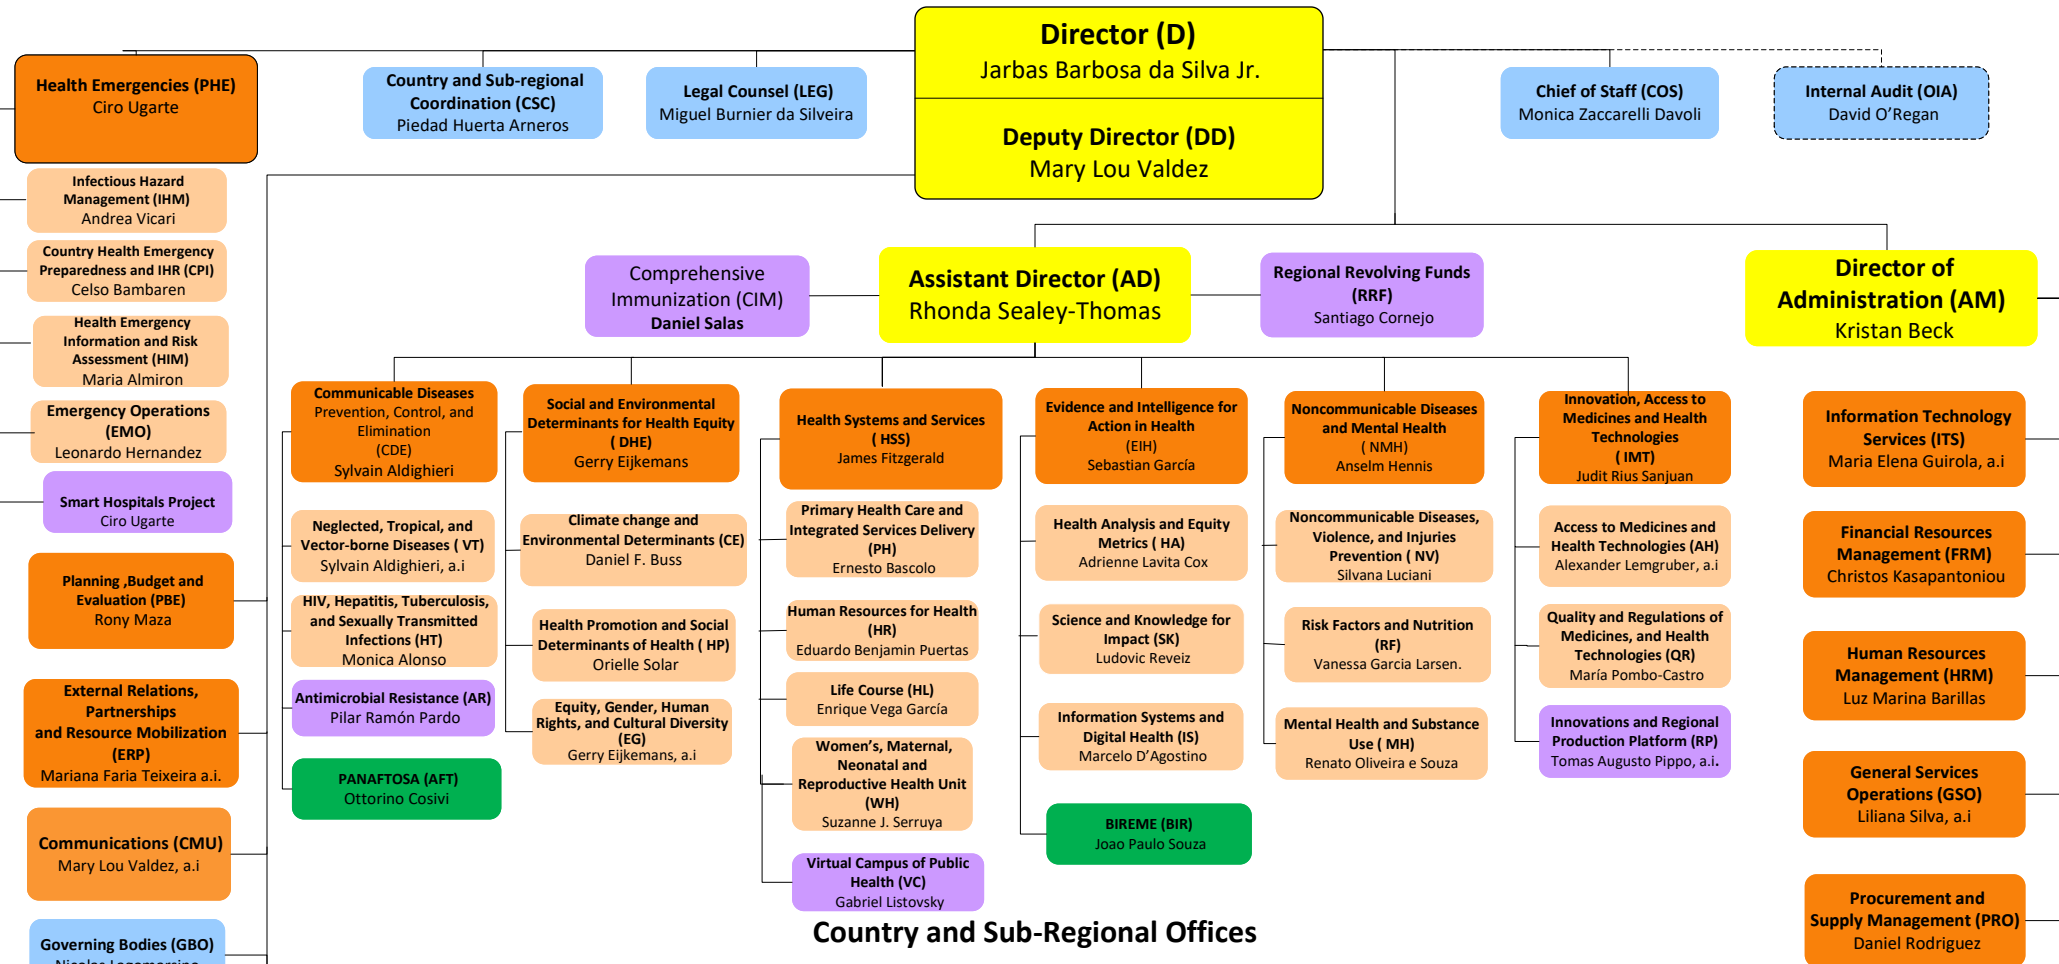 Director (D)
Jarbas Barbosa da Silva Jr.
Deputy Director (DD)
Mary Lou Valdez
Health Emergencies (PHE)
Ciro Ugarte
Country and Sub-regional
Coordination (CSC)
Piedad Huerta Arneros
Legal Counsel (LEG)
Miguel Burnier da Silveira
Chief of Staff (COS)
Monica Zaccarelli Davoli
Internal Audit (OIA)
David O’Regan
Infectious Hazard
Management (IHM)
Andrea Vicari
Country Health Emergency
Preparedness and IHR (CPI)
Celso Bambaren
Health Emergency
Information and Risk
Assessment (HIM)
Maria Almiron
Emergency Operations
(EMO)
Leonardo Hernandez
Smart Hospitals Project
Ciro Ugarte
Planning ,Budget and
Evaluation (PBE)
Rony Maza
External Relations,
Partnerships
and Resource Mobilization
(ERP)
Mariana Faria Teixeira a.i.
Communications (CMU)
Mary Lou Valdez, a.i
Governing Bodies (GBO)
Comprehensive
Immunization (CIM)
Daniel Salas
Assistant Director (AD)
Rhonda Sealey-Thomas
Regional Revolving Funds
(RRF)
Santiago Cornejo
Director of
Administration (AM)
Kristan Beck
Communicable Diseases
Prevention, Control, and
Elimination
(CDE)
Sylvain Aldighieri
Neglected, Tropical, and
Vector-borne Diseases ( VT)
Sylvain Aldighieri, a.i
HIV, Hepatitis, Tuberculosis,
and Sexually Transmitted
Infections (HT)
Monica Alonso
Antimicrobial Resistance (AR)
Pilar Ramón Pardo
PANAFTOSA (AFT)
Ottorino Cosivi
Social and Environmental
Determinants for Health Equity
( DHE)
Gerry Eijkemans
Climate change and
Environmental Determinants (CE)
Daniel F. Buss
Health Promotion and Social
Determinants of Health ( HP)
Orielle Solar
Equity, Gender, Human
Rights, and Cultural Diversity
(EG)
Gerry Eijkemans, a.i
Health Systems and Services
( HSS)
James Fitzgerald
Primary Health Care and
Integrated Services Delivery
(PH)
Ernesto Bascolo
Human Resources for Health
(HR)
Eduardo Benjamin Puertas
Life Course (HL)
Enrique Vega García
Women’s, Maternal,
Neonatal and
Reproductive Health Unit
(WH)
Suzanne J. Serruya
Virtual Campus of Public
Health (VC)
Gabriel Listovsky
Evidence and Intelligence for
Action in Health
(EIH)
Sebastian García
Health Analysis and Equity
Metrics ( HA)
Adrienne Lavita Cox
Science and Knowledge for
Impact (SK)
Ludovic Reveiz
Information Systems and
Digital Health (IS)
Marcelo D’Agostino
BIREME (BIR)
Joao Paulo Souza
Noncommunicable Diseases
and Mental Health
( NMH)
Anselm Hennis
Noncommunicable Diseases,
Violence, and Injuries
Prevention ( NV)
Silvana Luciani
Risk Factors and Nutrition
(RF)
Vanessa Garcia Larsen.
Mental Health and Substance
Use ( MH)
Renato Oliveira e Souza
Innovation, Access to
Medicines and Health
Technologies
( IMT)
Judit Rius Sanjuan
Access to Medicines and
Health Technologies (AH)
Alexander Lemgruber, a.i
Quality and Regulations of
Medicines, and Health
Technologies (QR)
María Pombo-Castro
Innovations and Regional
Production Platform (RP)
Tomas Augusto Pippo, a.i.
Information Technology
Services (ITS)
Maria Elena Guirola, a.i
Financial Resources
Management (FRM)
Christos Kasapantoniou
Human Resources
Management (HRM)
Luz Marina Barillas
General Services
Operations (GSO)
Liliana Silva, a.i
Procurement and
Supply Management (PRO)
Daniel Rodriguez
Country and Sub-Regional Offices